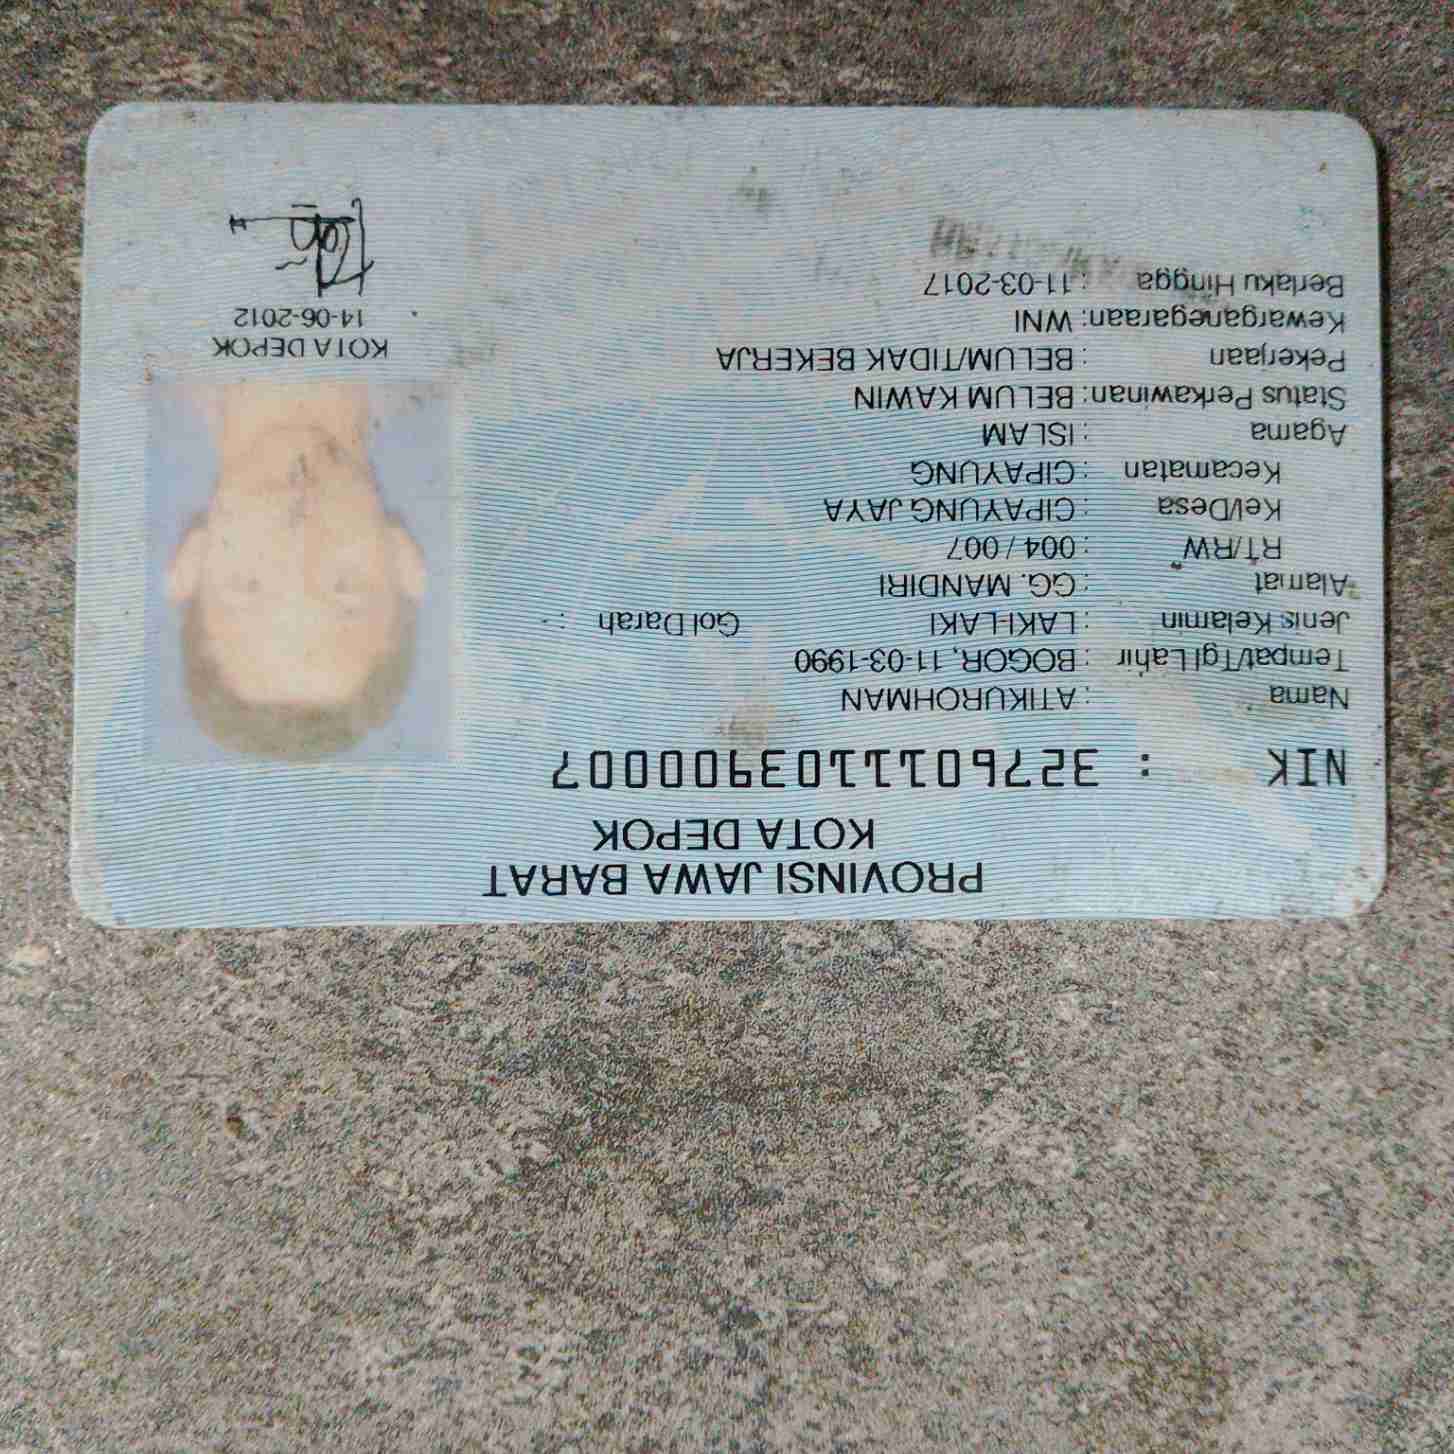 PROVINSI JAWA BARAT
KOTA DEPOK
NIK : 3276011103900007
Nama : ATIKUROHMAN
Tempat/Tgl Lahir : BOGOR, 11-03-1990
Jenis Kelamin : LAKI-LAKI Gol Darah :
Alamat : GG. MANDIRI
RT/RW : 004 / 007
Kel/Desa : CIPAYUNG JAYA
Kecamatan : CIPAYUNG
Agama : ISLAM
Status Perkawinan: BELUM KAWIN
Pekerjaan : BELUM/TIDAK BEKERJA
Kewarganegaraan: WNI
Berlaku Hingga : 11-03-2017
KOTA DEPOK
14-06-2012